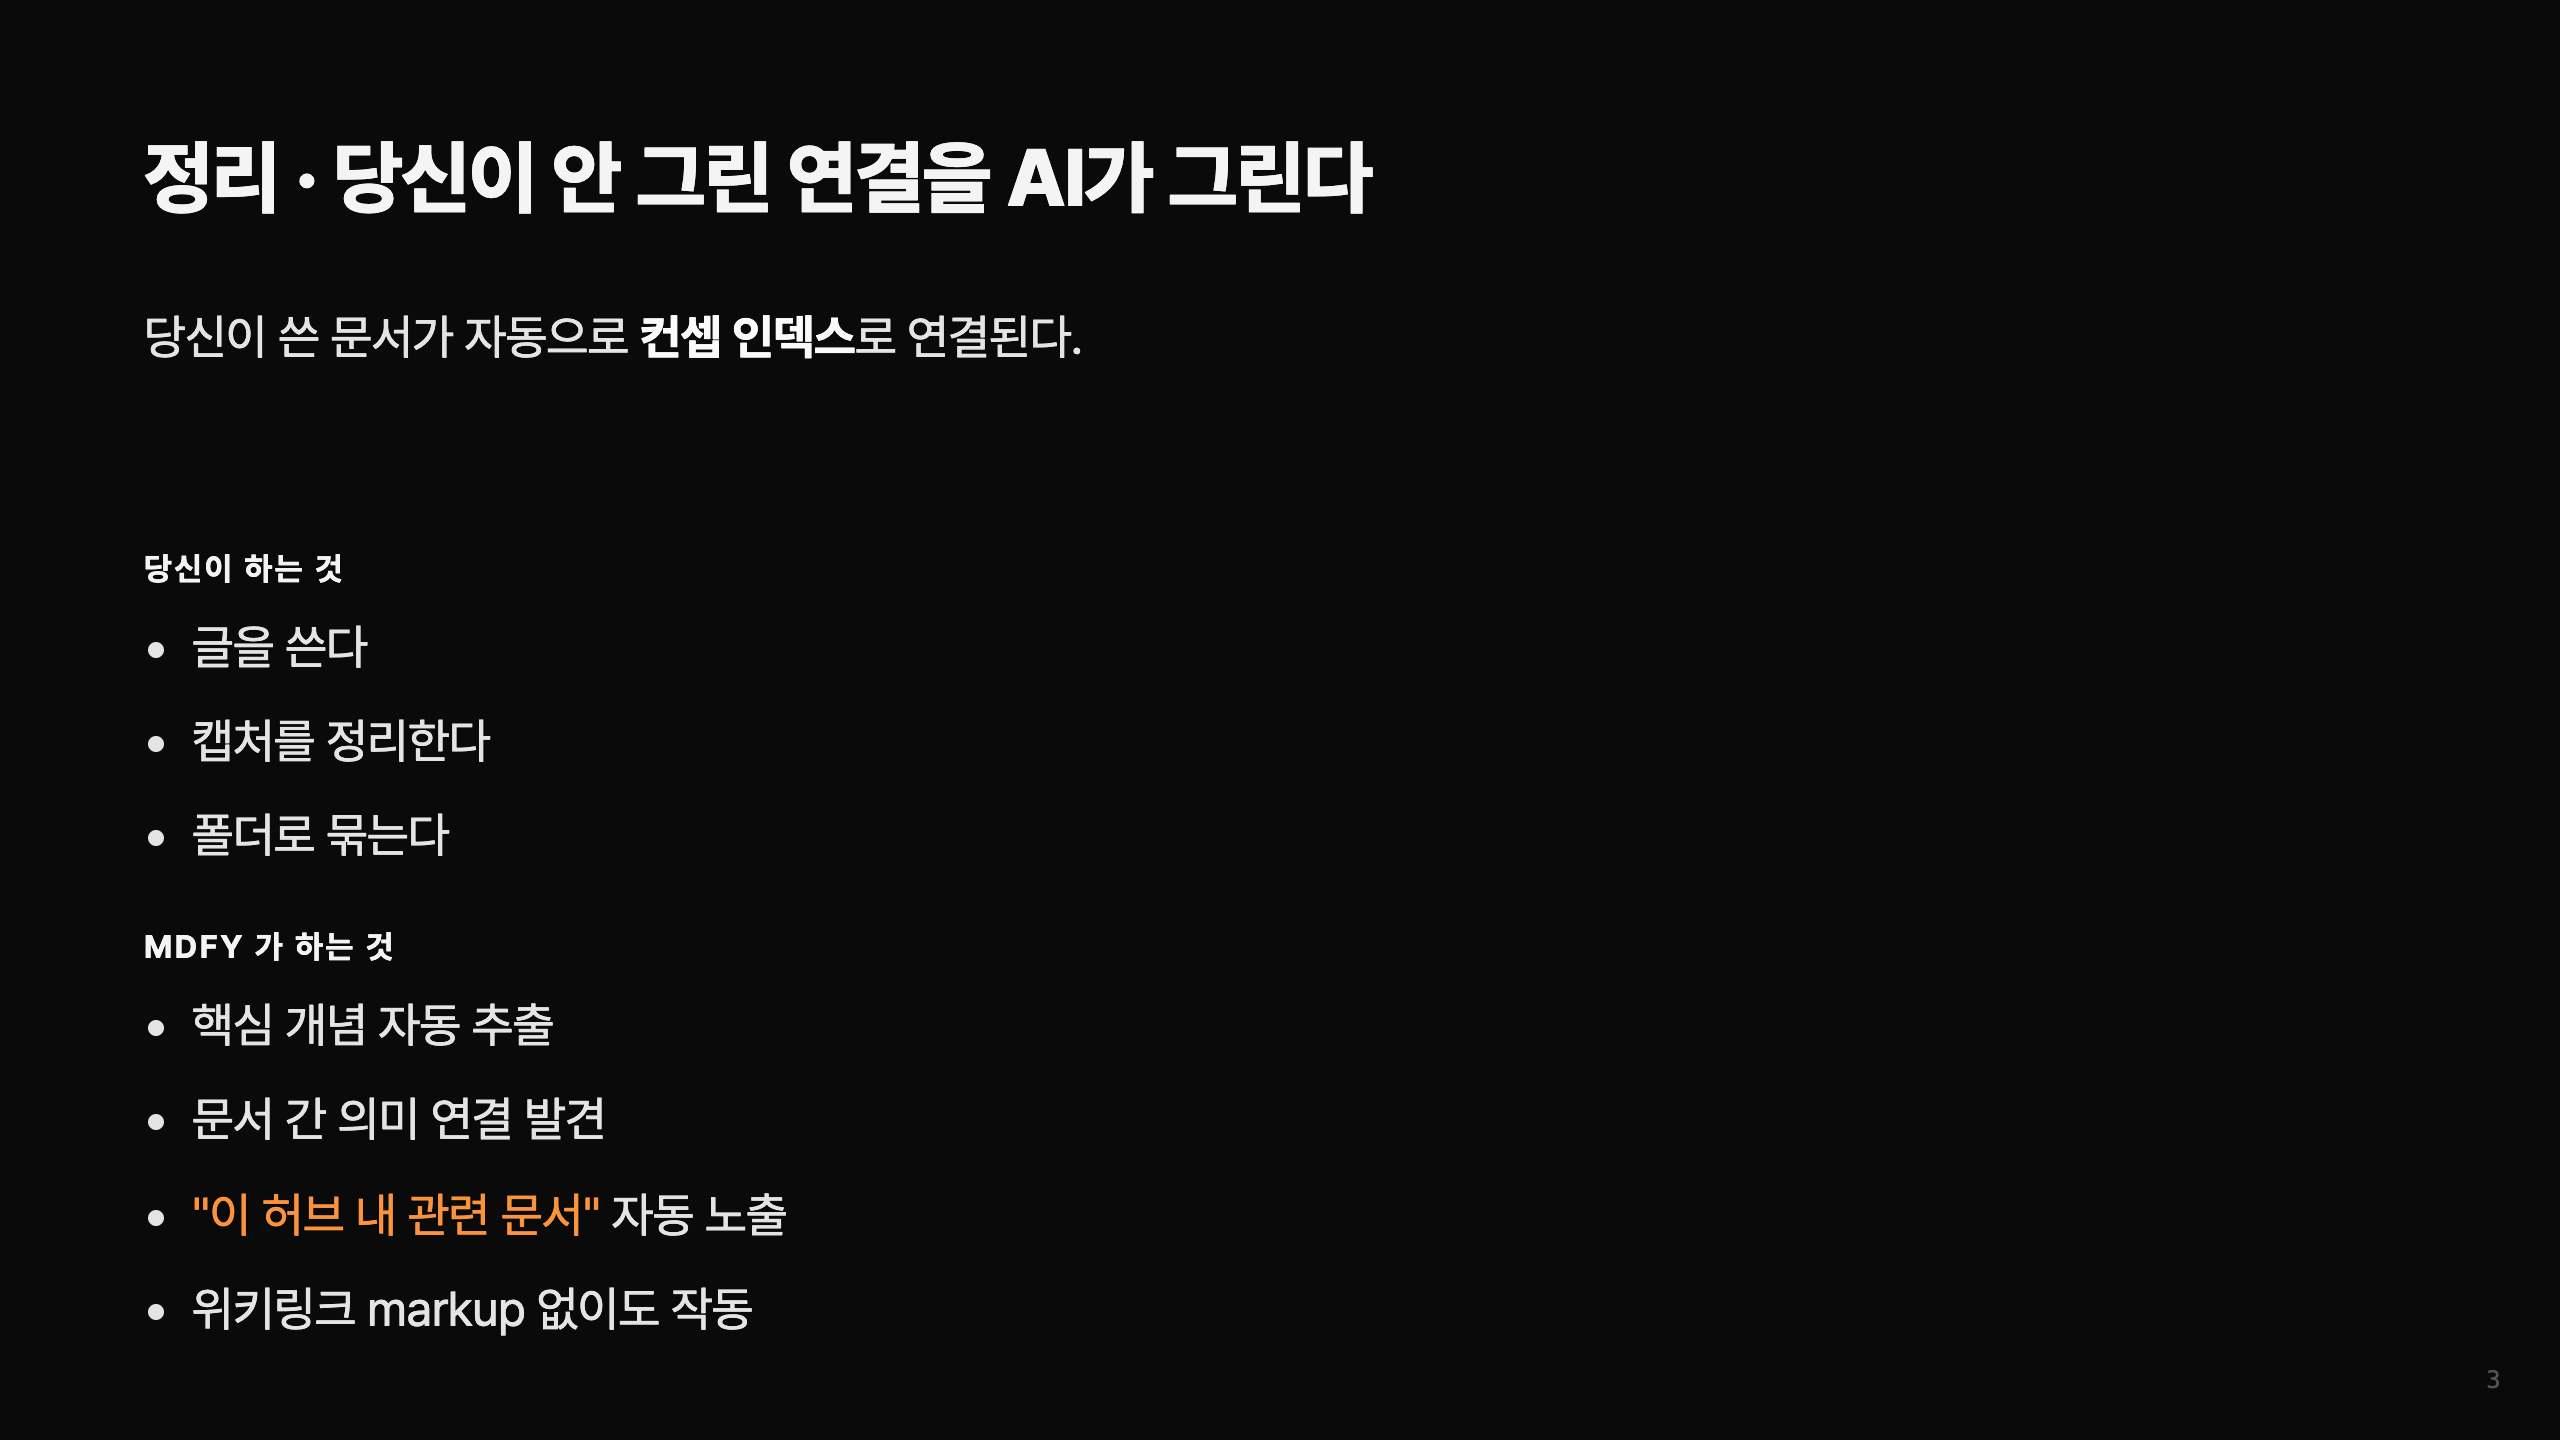 정리 · 당신이 안 그린 연결을 AI가 그린다
당신이 쓴 문서가 자동으로 컨셉 인덱스로 연결된다.
당신이 하는 것
• 글을 쓴다
• 캡처를 정리한다
• 폴더로 묶는다
MDFY 가 하는 것
• 핵심 개념 자동 추출
• 문서 간 의미 연결 발견
• "이 허브 내 관련 문서" 자동 노출
• 위키링크 markup 없이도 작동
3